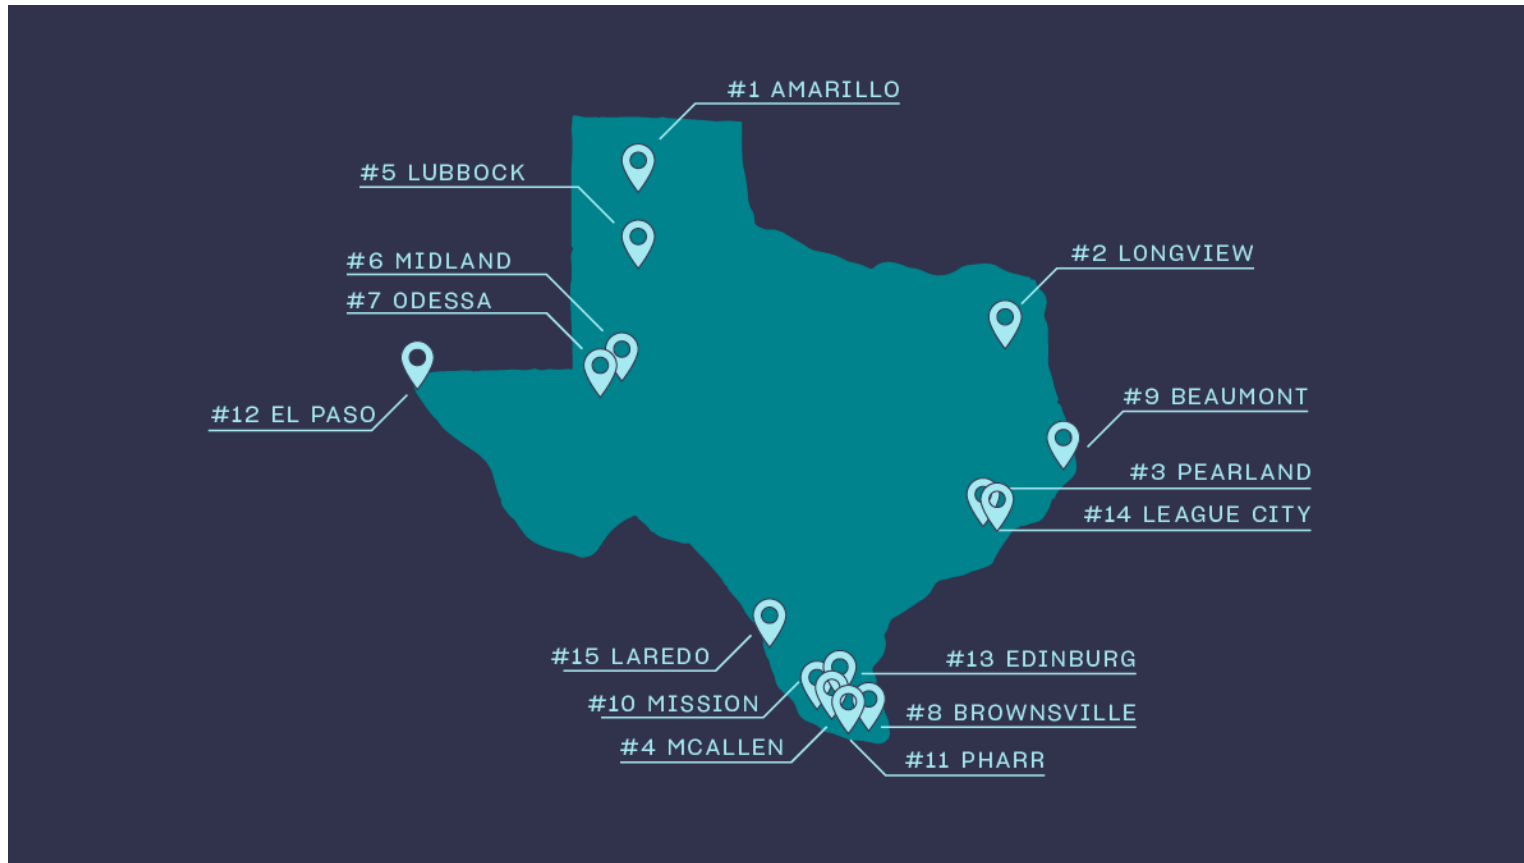 #1 AMARILLO
#5 LUBBOCK
#2 LONGVIEW
#6 MIDLAND
#7 ODESSA
#9 BEAUMONT
#12 EL PASO
#3 PEARLAND
#14 LEAGUE CITY
#15 LAREDO
#13 EDINBURG
#10 MISSION
#8 BROWNSVILLE
#4 MCALLEN
#11 PHARR